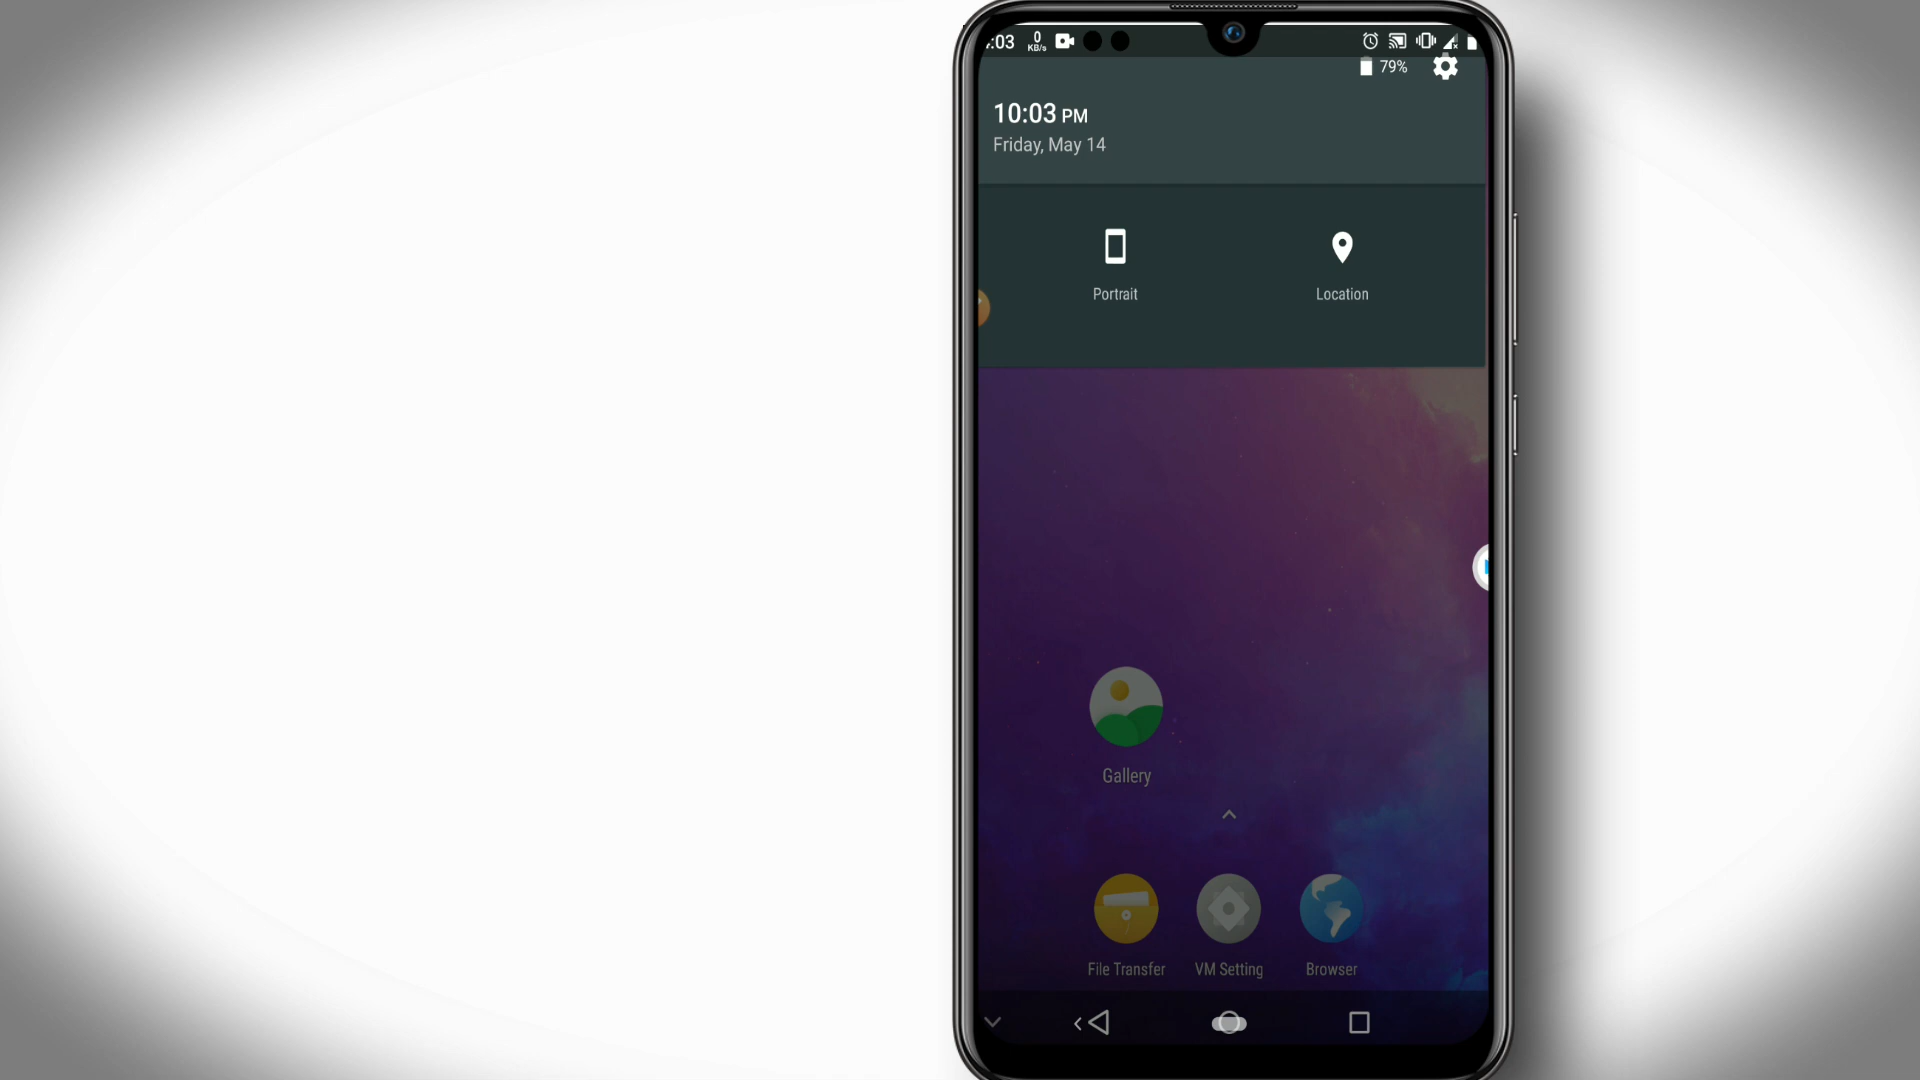 :03 0 KB/s
79%
10:03 PM
Friday, May 14
Portrait Location
Gallery
File Transfer VM Setting Browser